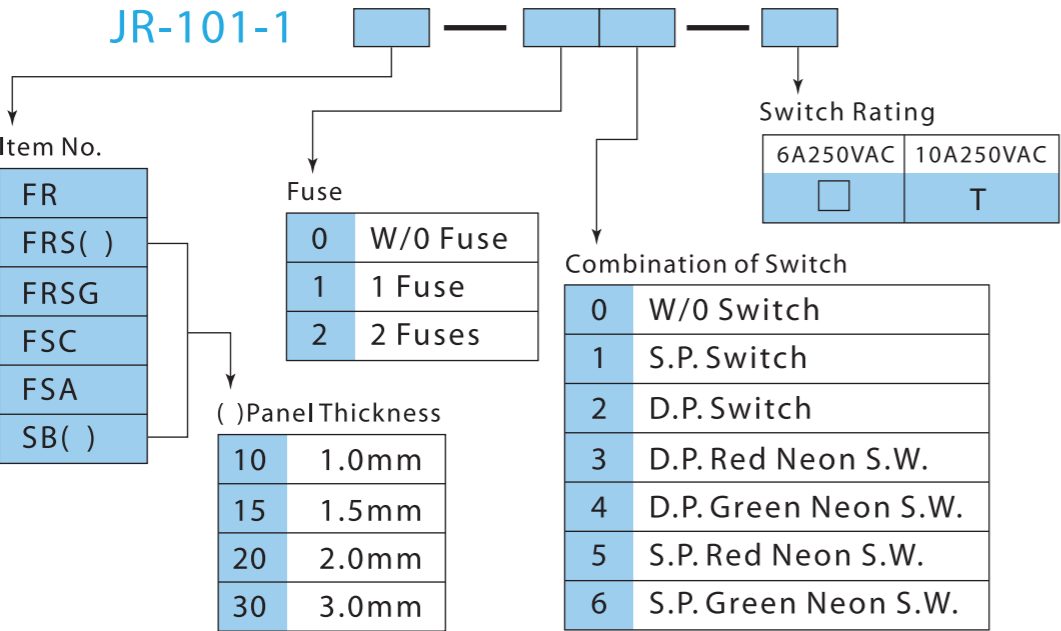 JR-101-1
Item No.
FR
FRS( )
FRSG
FSC
FSA
SB( )
Fuse
0 W/0 Fuse
1 1 Fuse
2 2 Fuses
( )Panel Thickness
10 1.0mm
15 1.5mm
20 2.0mm
30 3.0mm
Combination of Switch
0 W/0 Switch
1 S.P. Switch
2 D.P. Switch
3 D.P. Red Neon S.W.
4 D.P. Green Neon S.W.
5 S.P. Red Neon S.W.
6 S.P. Green Neon S.W.
Switch Rating
6A250VAC 10A250VAC
□ T